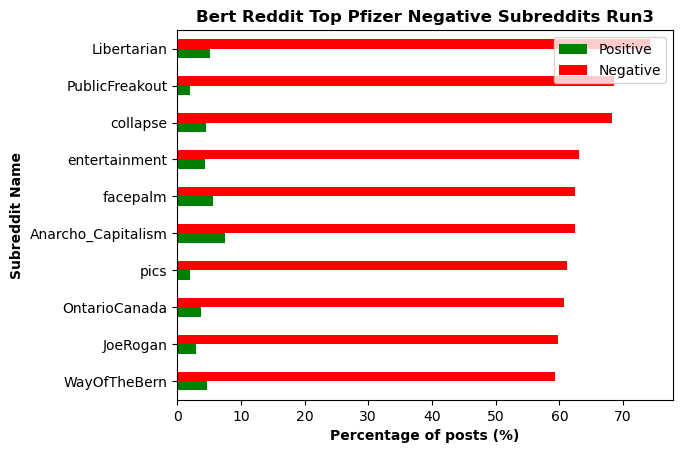 Bert Reddit Top Pfizer Negative Subreddits Run3
Positive
Negative
Subreddit Name
Libertarian
PublicFreakout
collapse
entertainment
facepalm
Anarcho_Capitalism
pics
OntarioCanada
JoeRogan
WayOfTheBern
0 10 20 30 40 50 60 70
Percentage of posts (%)